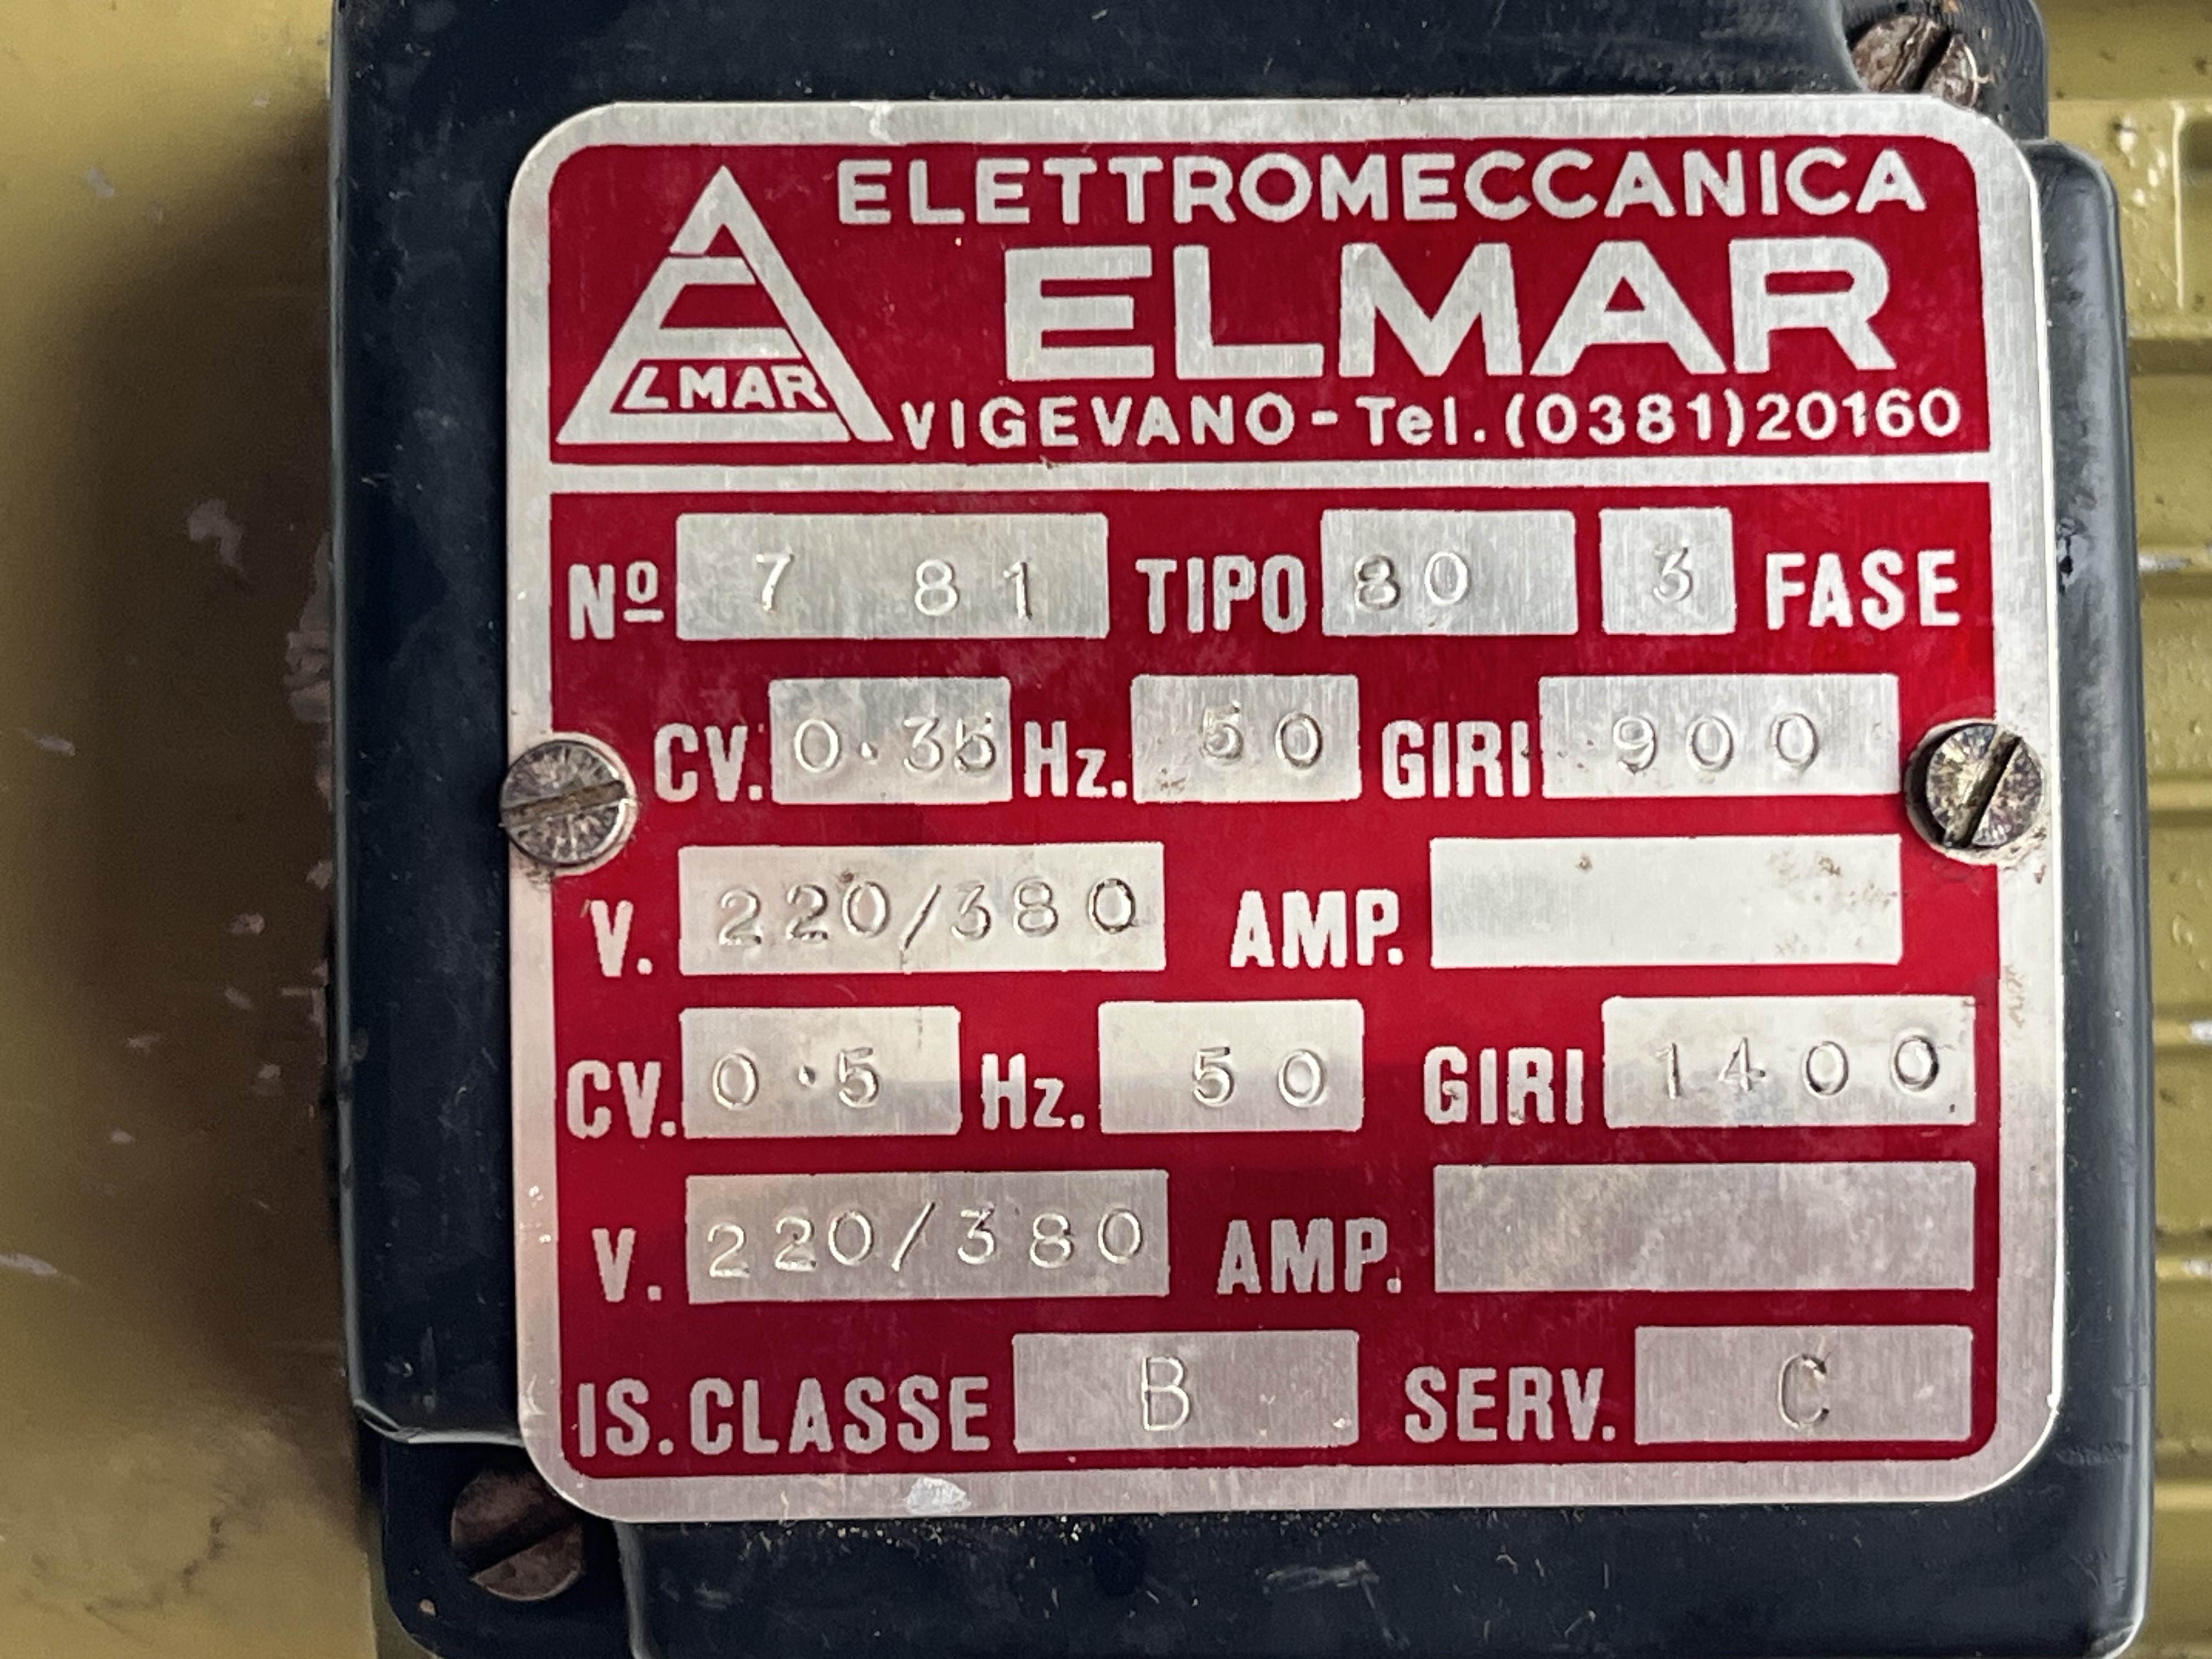 ELETTROMECCANICA
ELMAR
ELMAR
VIGEVANO - Tel. (0381) 20160
Nº 7 81 TIPO 80 3 FASE
CV. 0.35 Hz. 50 GIRI 900
V. 220/380 AMP.
CV. 0.5 Hz. 50 GIRI 1400
V. 220/380 AMP.
IS. CLASSE B SERV. C